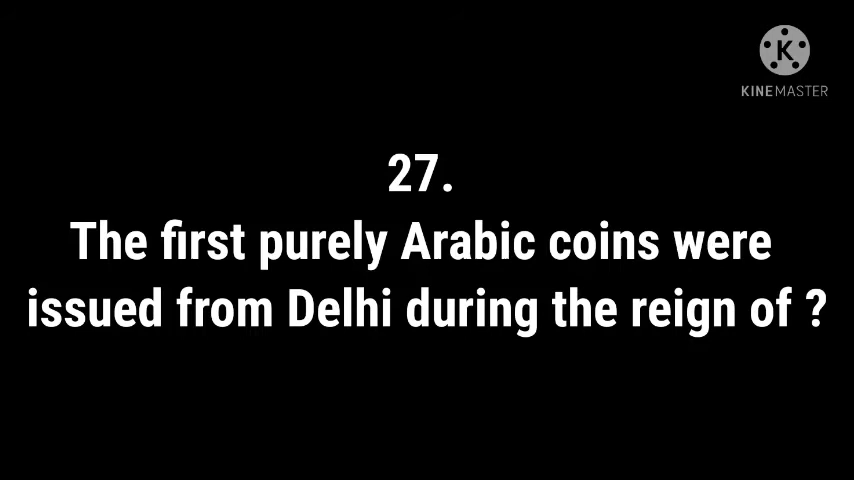 KINEMASTER
27.
The first purely Arabic coins were
issued from Delhi during the reign of ?